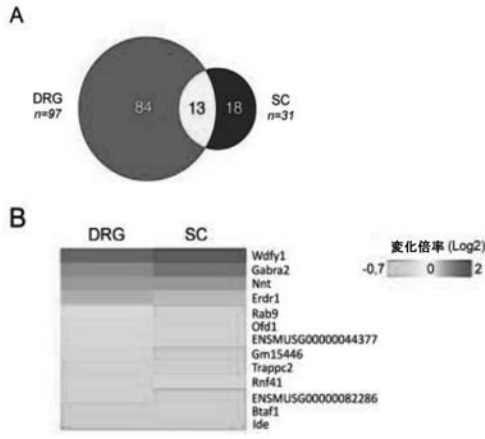 A
DRG
n=97
84
13
18
SC
n=31
B
DRG SC
Wdfy1
Gabra2
Nnt
Erdr1
Rab9
Ofd1
ENSMUSG00000044377
Gm15446
Trappc2
Rnf41
ENSMUSG00000082286
Btaf1
Ide
変化倍率 (Log2)
-0,7 0 2